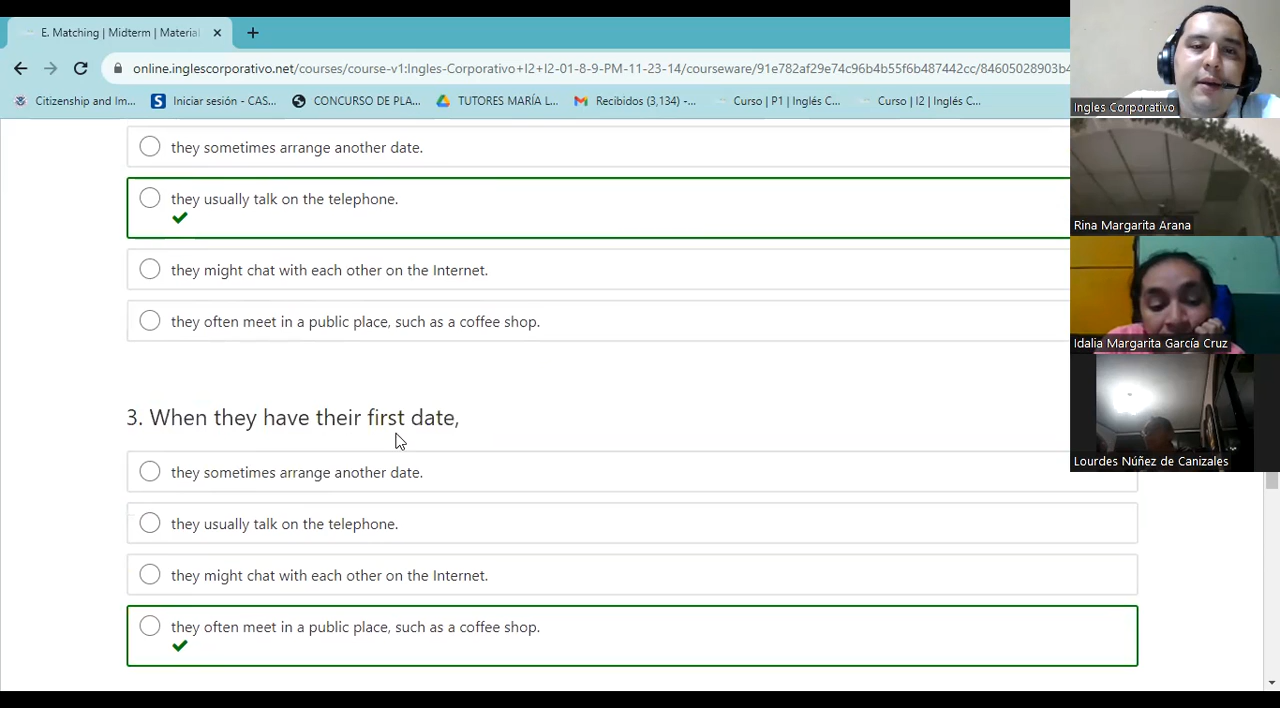 E. Matching | Midterm | Material
online.inglescorporativo.net/courses/course-v1:Ingles-Corporativo+I2+I2-01-8-9-PM-11-23-14/courseware/91e782af29e74c96b4b55f6b487442cc/84605028903b4
Citizenship and Im... Iniciar sesión - CAS... CONCURSO DE PLA... TUTORES MARÍA L... Recibidos (3,134) -... Curso | P1 | Inglés C... Curso | I2 | Inglés C...
Ingles Corporativo
they sometimes arrange another date.
they usually talk on the telephone.
Rina Margarita Arana
they might chat with each other on the Internet.
they often meet in a public place, such as a coffee shop.
Idalia Margarita García Cruz
3. When they have their first date,
Lourdes Núñez de Canizales
they sometimes arrange another date.
they usually talk on the telephone.
they might chat with each other on the Internet.
they often meet in a public place, such as a coffee shop.